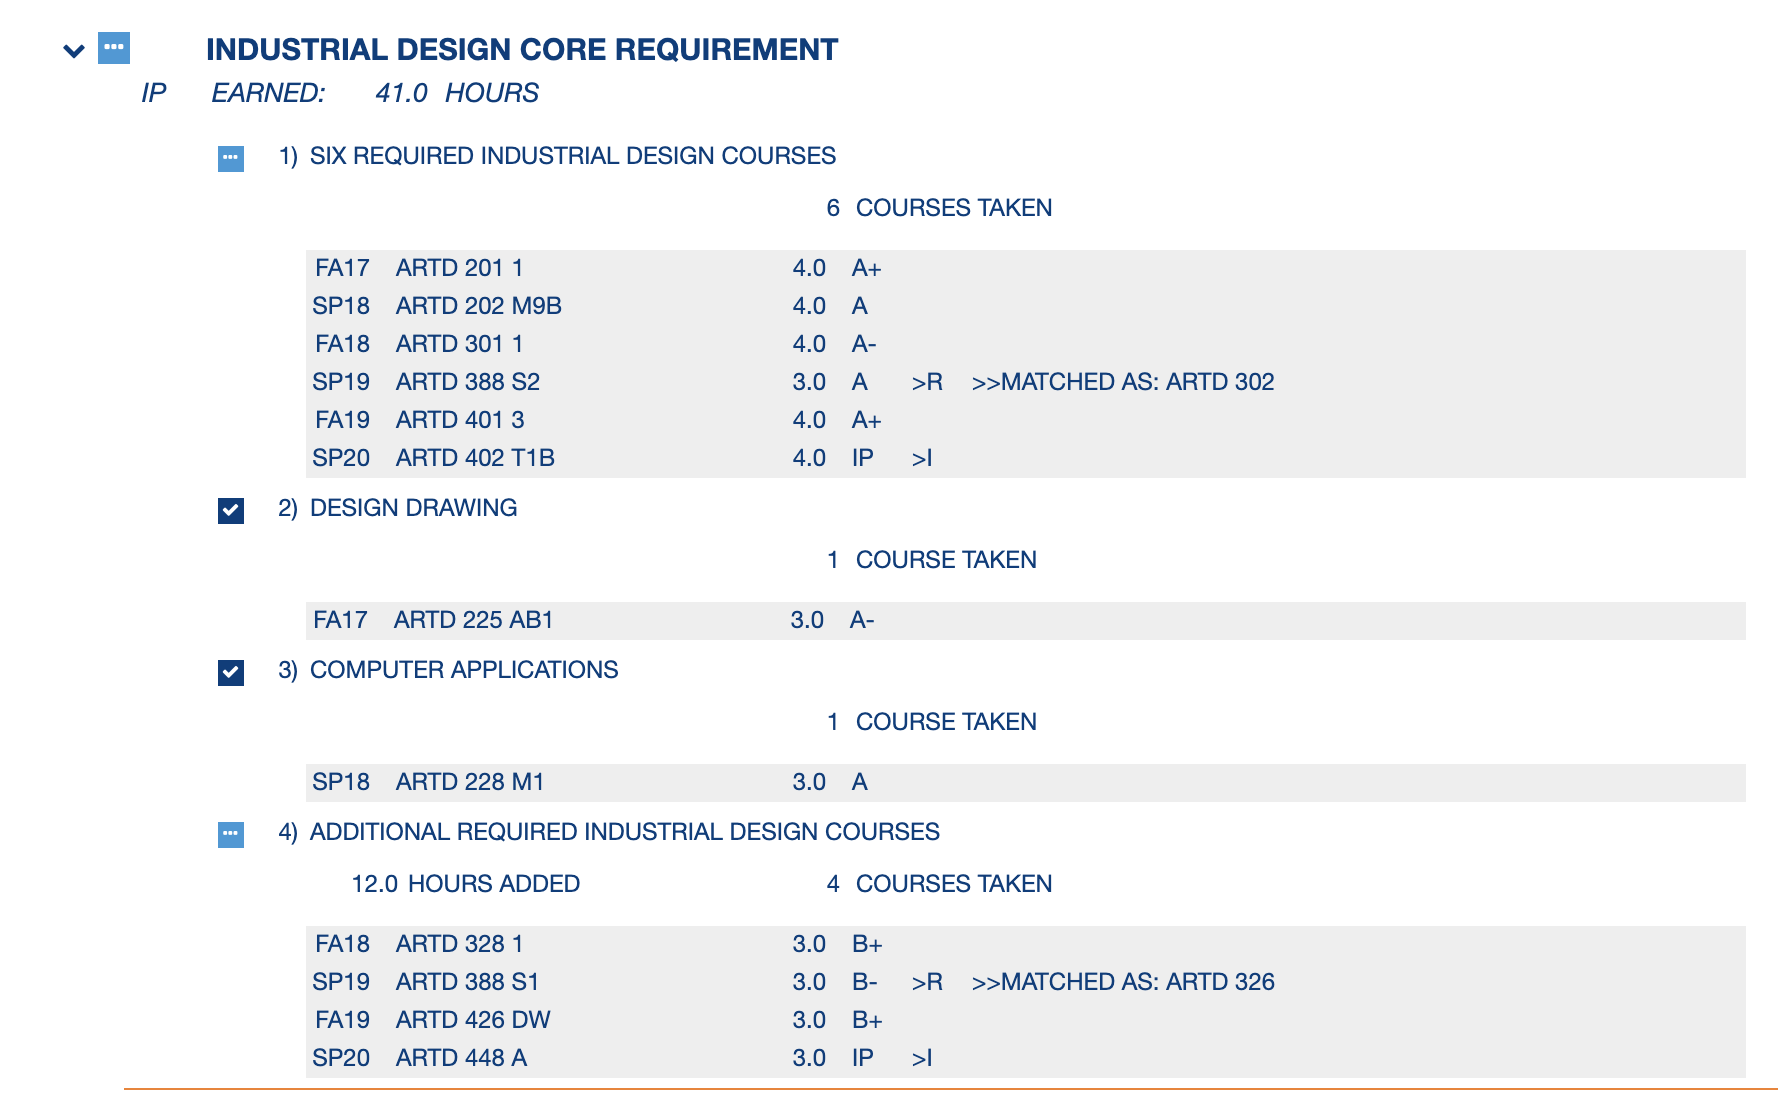 INDUSTRIAL DESIGN CORE REQUIREMENT
IP EARNED: 41.0 HOURS
1) SIX REQUIRED INDUSTRIAL DESIGN COURSES
6 COURSES TAKEN
FA17 ARTD 201 1 4.0 A+
SP18 ARTD 202 M9B 4.0 A
FA18 ARTD 301 1 4.0 A-
SP19 ARTD 388 S2 3.0 A >R >>MATCHED AS: ARTD 302
FA19 ARTD 401 3 4.0 A+
SP20 ARTD 402 T1B 4.0 IP >I
2) DESIGN DRAWING
1 COURSE TAKEN
FA17 ARTD 225 AB1 3.0 A-
3) COMPUTER APPLICATIONS
1 COURSE TAKEN
SP18 ARTD 228 M1 3.0 A
4) ADDITIONAL REQUIRED INDUSTRIAL DESIGN COURSES
12.0 HOURS ADDED 4 COURSES TAKEN
FA18 ARTD 328 1 3.0 B+
SP19 ARTD 388 S1 3.0 B- >R >>MATCHED AS: ARTD 326
FA19 ARTD 426 DW 3.0 B+
SP20 ARTD 448 A 3.0 IP >I